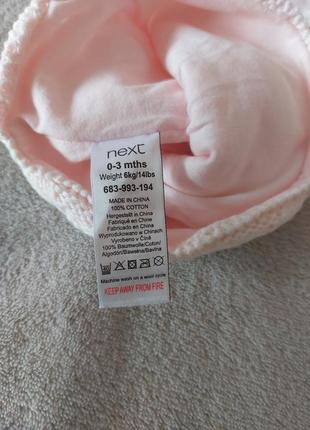 next
0-3 mths
Weight 6kg/14lbs
683-993-194
MADE IN CHINA
100% COTTON
Hergestellt in China
Fabriqué en Chine
Fabricado en China
Wyprodukowano w Chinach
Vyrobeno v Číně
100% Baumwolle/Coton/
Algodón/Bawełna/Bavlna
Machine wash on a wool cycle
KEEP AWAY FROM FIRE